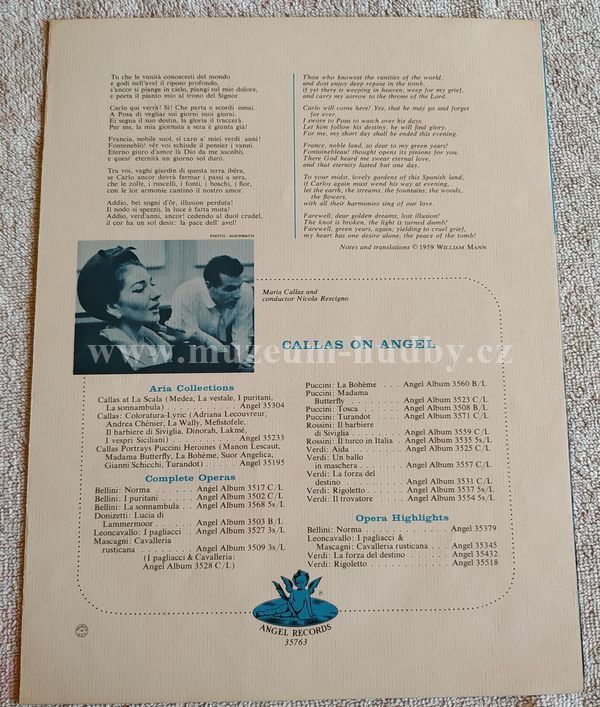 Tu che le vanità conoscesti del mondo
e godi nell'avel il riposo profondo,
s'ancor ti piange in cielo, piangi sul mio dolore,
e porta il pianto mio al trono del Signor.
Carlo qui verrà! Sì! Che parta e scordi omai.
A Posa di vegliar sui giorni suoi giurai,
Ei segua il suo destin, la gloria il traccerà.
Per me, la mia giornata a sera è giunta già!
Francia, nobile suol, sì caro a' miei verdi anni!
Fonteneblò! vêr voi schiude il pensier i vanni.
Eterno giuro d'amor là Dio da me ascoltò,
e quest' eternità un giorno sol durò.
Tra voi, vaghi giardin di questa terra ibèra,
se Carlo ancor dovrà fermar i passi a sera,
che le zolle, i ruscelli, i fonti, i boschi, i fior,
con le lor armonie cantino il nostro amor.
Addio, bei sogni d'ôr, illusion perduta!
Il nodo si spezzò, la luce è fatta muta!
Addio, verd'anni, ancor! cedendo al duol crudel,
il cor ha un sol desir: la pace dell' avel!
PHOTO: AUERBACH
Thou who knowest the vanities of the world,
and dost enjoy deep repose in the tomb,
if yet there is weeping in heaven, weep for my grief,
and carry my sorrow to the throne of the Lord.
Carlo will come here! Yes, that he may go and forget
for ever.
I swore to Posa to watch over his days.
Let him follow his destiny, he will find glory.
For me, my short day shall be ended this evening.
France, noble land, so dear to my green years!
Fontainebleau! thought opens its pinions for you.
There God heard me swear eternal love,
and that eternity lasted but one day.
To your midst, lovely gardens of this Spanish land,
if Carlos again must wend his way at evening,
let the earth, the streams, the fountains, the woods,
the flowers,
with all their harmonies sing of our love.
Farewell, dear golden dreams, lost illusion!
The knot is broken, the light is turned dumb!
Farewell, green years, again, yielding to cruel grief,
my heart has one desire alone, the peace of the tomb!
Notes and translations © 1959 WILLIAM MANN
Maria Callas and
conductor Nicola Rescigno
CALLAS ON ANGEL
www.muzeum-hudby.cz
Aria Collections
Callas at La Scala (Medea, La vestale, I puritani,
La sonnambula) . . . . . . . . . Angel 35304
Callas: Coloratura-Lyric (Adriana Lecouvreur,
Andrea Chénier, La Wally, Mefistofele,
Il barbiere di Siviglia, Dinorah, Lakmé,
I vespri Siciliani) . . . . . . . . Angel 35233
Callas Portrays Puccini Heroines (Manon Lescaut,
Madama Butterfly, La Bohème, Suor Angelica,
Gianni Schicchi, Turandot) . . . . . Angel 35195
Complete Operas
Bellini: Norma . . . . Angel Album 3517 C/L
Bellini: I puritani . . . . Angel Album 3502 C/L
Bellini: La sonnambula . . Angel Album 3568 5s/L
Donizetti: Lucia di
Lammermoor . . . . Angel Album 3503 B/L
Leoncavallo: I pagliacci . Angel Album 3527 3s/L
Mascagni: Cavalleria
rusticana . . . . Angel Album 3509 3s/L
(I pagliacci & Cavalleria:
Angel Album 3528 C/L)
Puccini: La Bohème . . Angel Album 3560 B/L
Puccini: Madama
Butterfly . . . . Angel Album 3523 C/L
Puccini: Tosca . . . . Angel Album 3508 B/L
Puccini: Turandot . . . Angel Album 3571 C/L
Rossini: Il barbiere
di Siviglia . . . . Angel Album 3559 C/L
Rossini: Il turco in Italia . Angel Album 3535 5s/L
Verdi: Aida . . . . Angel Album 3525 C/L
Verdi: Un ballo
in maschera . . . . Angel Album 3557 C/L
Verdi: La forza del
destino . . . . Angel Album 3531 C/L
Verdi: Rigoletto . . . Angel Album 3537 5s/L
Verdi: Il trovatore . . . Angel Album 3554 5s/L
Opera Highlights
Bellini: Norma . . . . . . . Angel 35379
Leoncavallo: I pagliacci &
Mascagni: Cavalleria rusticana . . . Angel 35345
Verdi: La forza del destino . . . . Angel 35432
Verdi: Rigoletto . . . . . . . Angel 35518
ANGEL RECORDS
35763
®